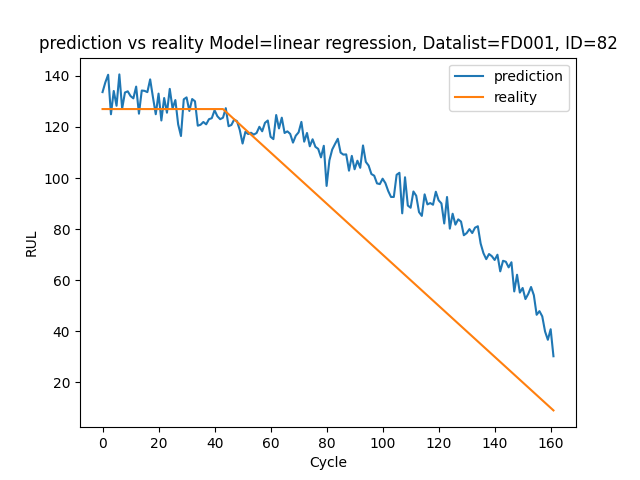 prediction vs reality Model=linear regression, Datalist=FD001, ID=82
prediction
reality
RUL
140
120
100
80
60
40
20
0 20 40 60 80 100 120 140 160
Cycle